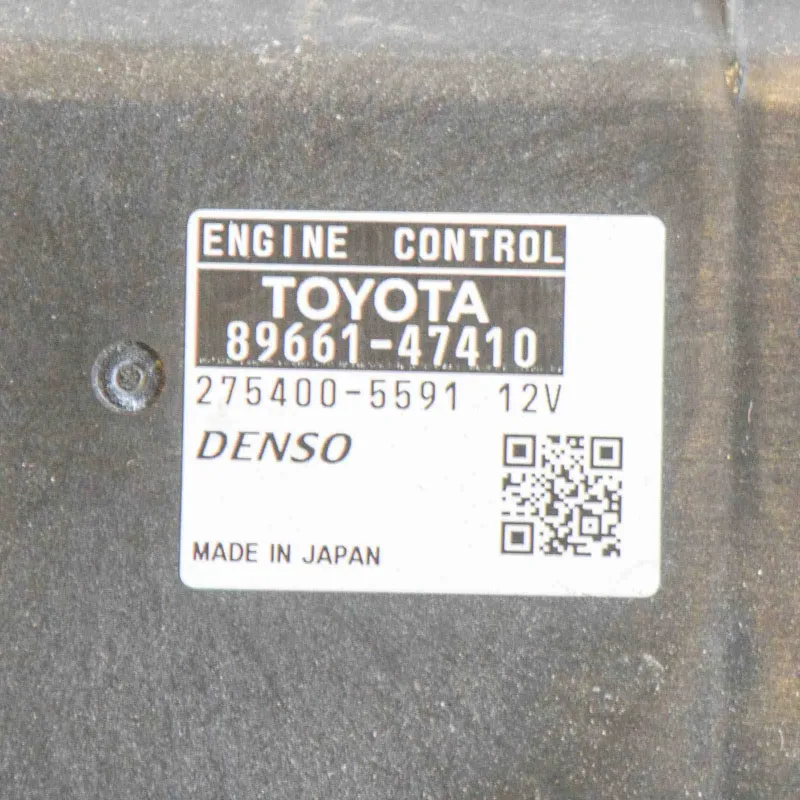 ENGINE CONTROL
TOYOTA
89661-47410
275400-5591 12V
DENSO
MADE IN JAPAN